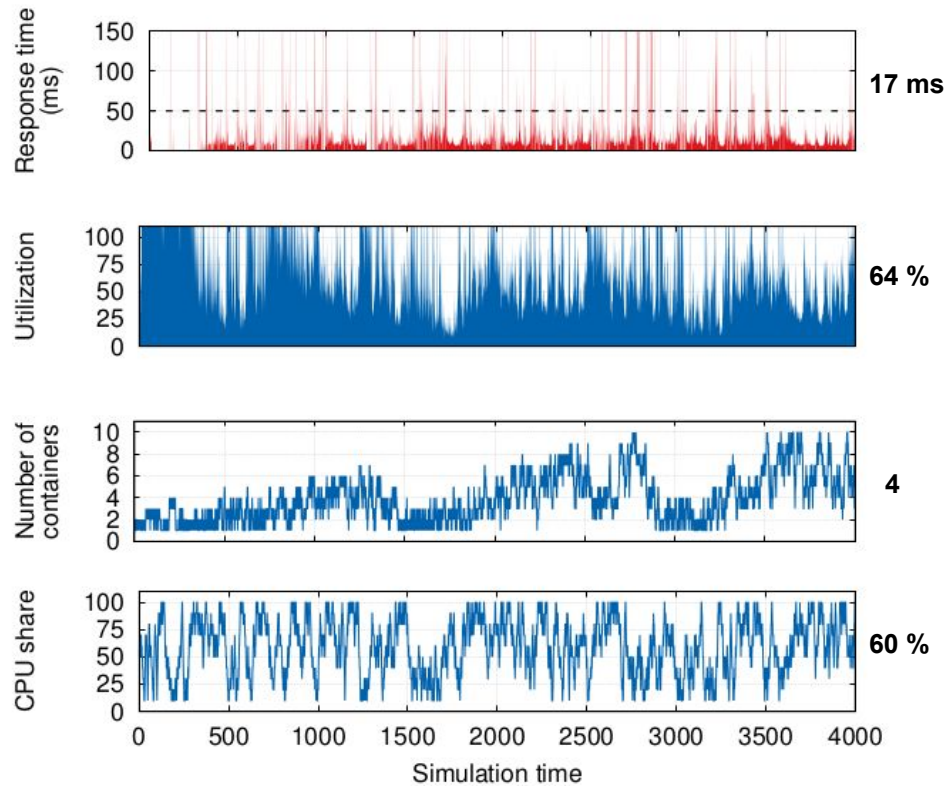 Response time
(ms)
150
100
50
0
17 ms
Utilization
100
75
50
25
0
64 %
Number of
containers
10
8
6
4
2
0
4
CPU share
100
75
50
25
0
60 %
0 500 1000 1500 2000 2500 3000 3500 4000
Simulation time